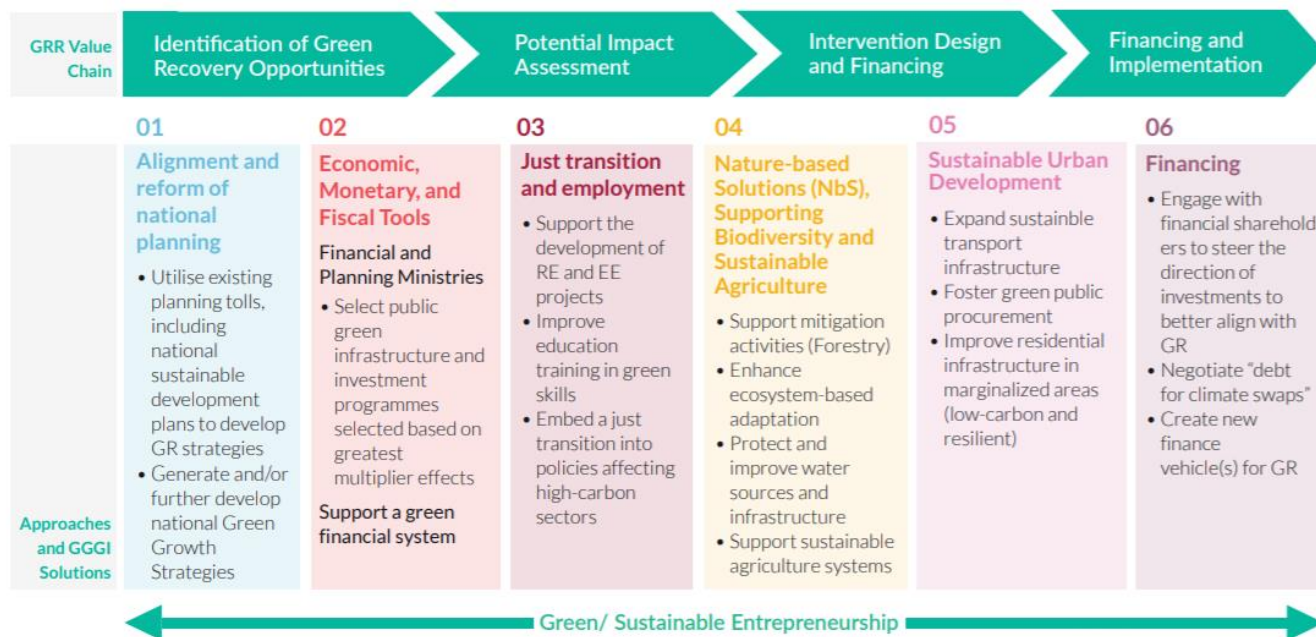 GRR Value
Chain
Identification of Green
Recovery Opportunities
Potential Impact
Assessment
Intervention Design
and Financing
Financing and
Implementation
Approaches
and GGGI
Solutions
01
Alignment and
reform of
national
planning
• Utilise existing
planning tolls,
including
national
sustainable
development
plans to develop
GR strategies
• Generate and/or
further develop
national Green
Growth
Strategies
02
Economic,
Monetary, and
Fiscal Tools
Financial and
Planning Ministries
• Select public
green
infrastructure and
investment
programmes
selected based on
greatest
multiplier effects
Support a green
financial system
03
Just transition
and employment
• Support the
development of
RE and EE
projects
• Improve
education
training in green
skills
• Embed a just
transition into
policies affecting
high-carbon
sectors
04
Nature-based
Solutions (NbS),
Supporting
Biodiversity and
Sustainable
Agriculture
• Support mitigation
activities (Forestry)
• Enhance
ecosystem-based
adaptation
• Protect and
improve water
sources and
infrastructure
• Support sustainable
agriculture systems
05
Sustainable Urban
Development
• Expand sustainble
transport
infrastructure
• Foster green public
procurement
• Improve residential
infrastructure in
marginalized areas
(low-carbon and
resilient)
06
Financing
• Engage with
financial sharehold
ers to steer the
direction of
investments to
better align with
GR
• Negotiate "debt
for climate swaps"
• Create new
finance
vehicle(s) for GR
Green/ Sustainable Entrepreneurship